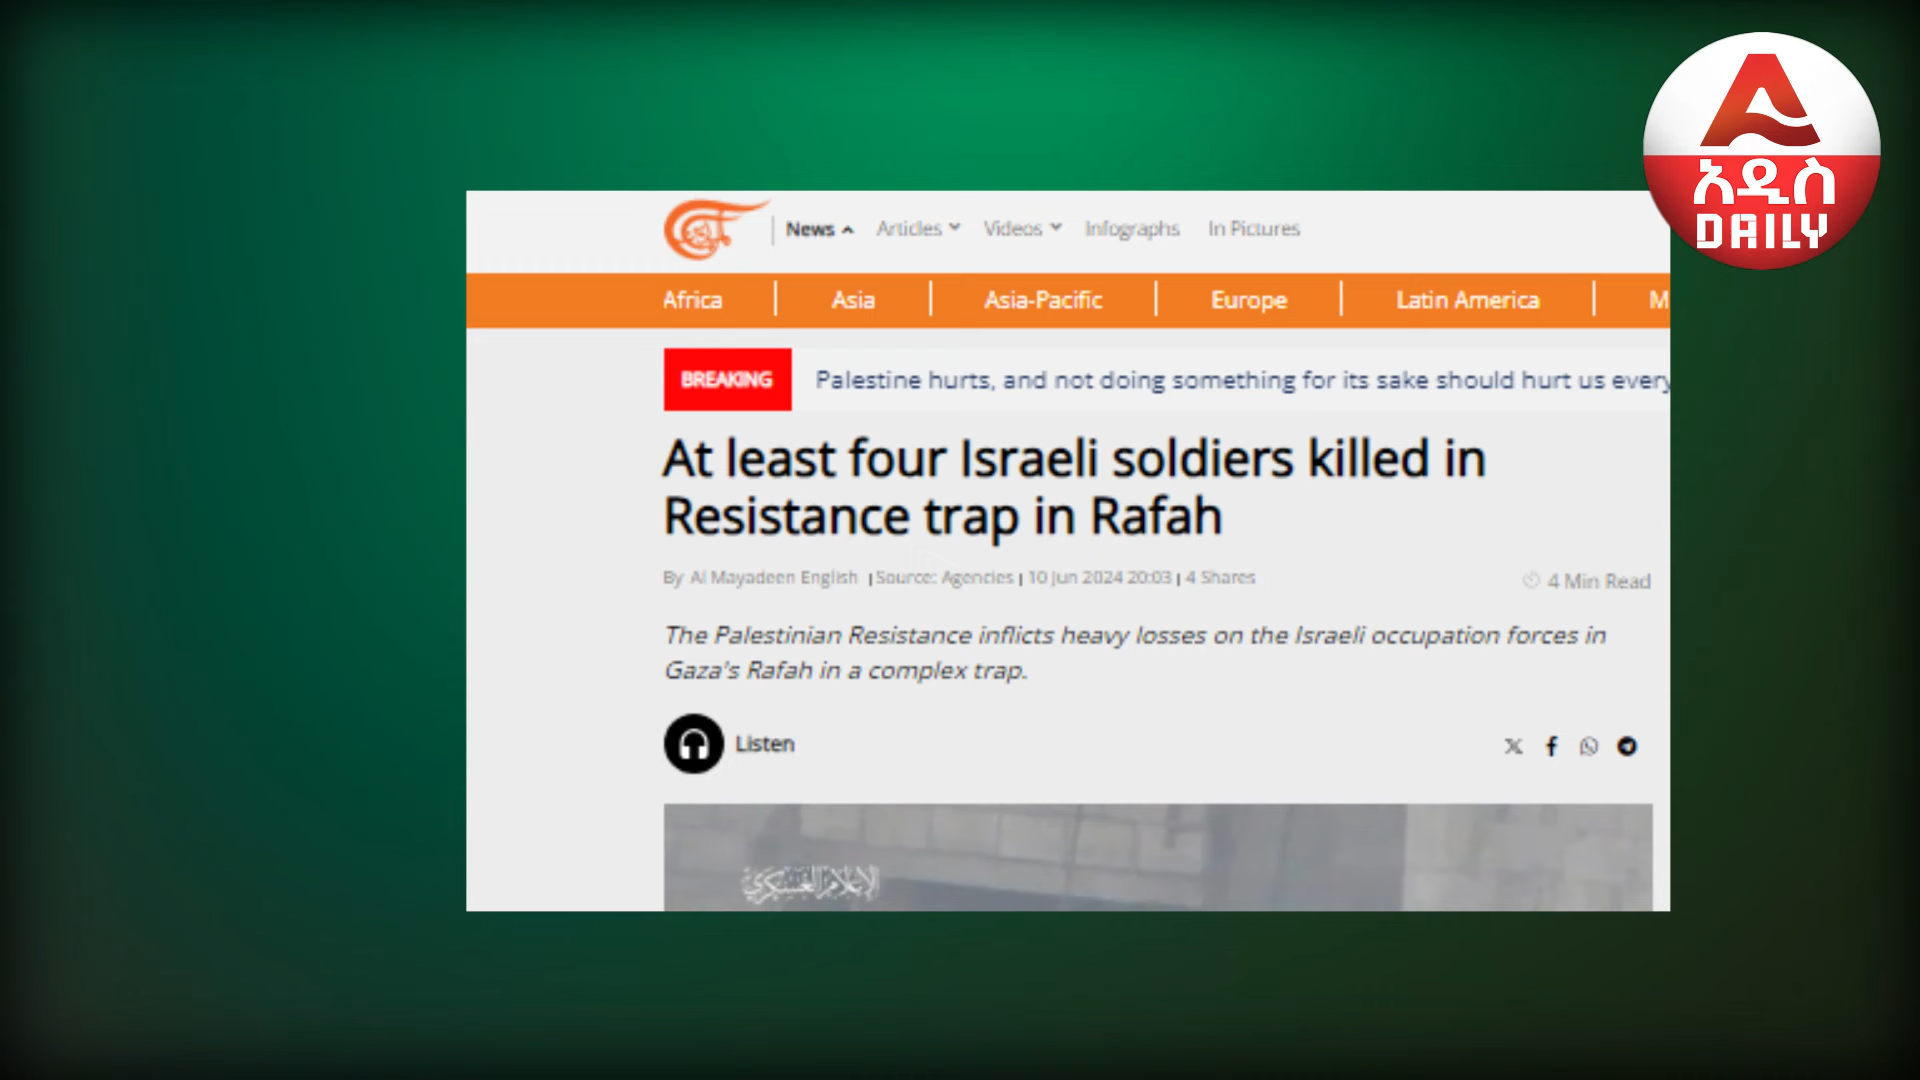 አዲስ
DAILY
News Articles Videos Infographs In Pictures
Africa Asia Asia-Pacific Europe Latin America M
BREAKING Palestine hurts, and not doing something for its sake should hurt us every
At least four Israeli soldiers killed in
Resistance trap in Rafah
By Al Mayadeen English | Source: Agencies | 10 Jun 2024 20:03 | 4 Shares
4 Min Read
The Palestinian Resistance inflicts heavy losses on the Israeli occupation forces in
Gaza's Rafah in a complex trap.
Listen
الإعلام العسكري